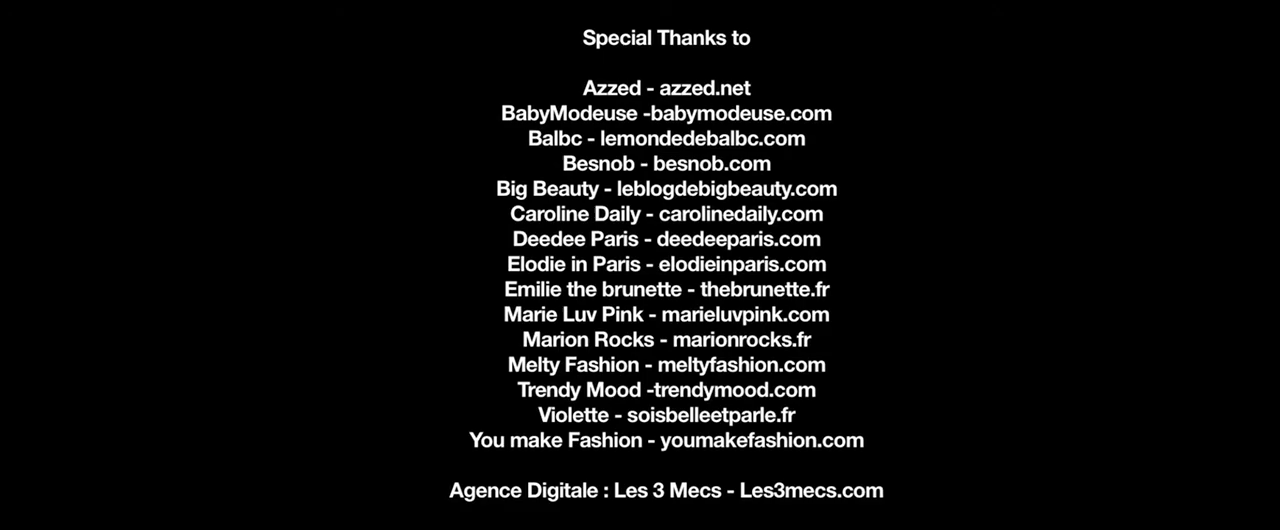 Special Thanks to
Azzed - azzed.net
BabyModeuse -babymodeuse.com
Balbc - lemondedebalbc.com
Besnob - besnob.com
Big Beauty - leblogdebigbeauty.com
Caroline Daily - carolinedaily.com
Deedee Paris - deedeeparis.com
Elodie in Paris - elodieinparis.com
Emilie the brunette - thebrunette.fr
Marie Luv Pink - marieluvpink.com
Marion Rocks - marionrocks.fr
Melty Fashion - meltyfashion.com
Trendy Mood -trendymood.com
Violette - soisbelleetparle.fr
You make Fashion - youmakefashion.com
Agence Digitale : Les 3 Mecs - Les3mecs.com